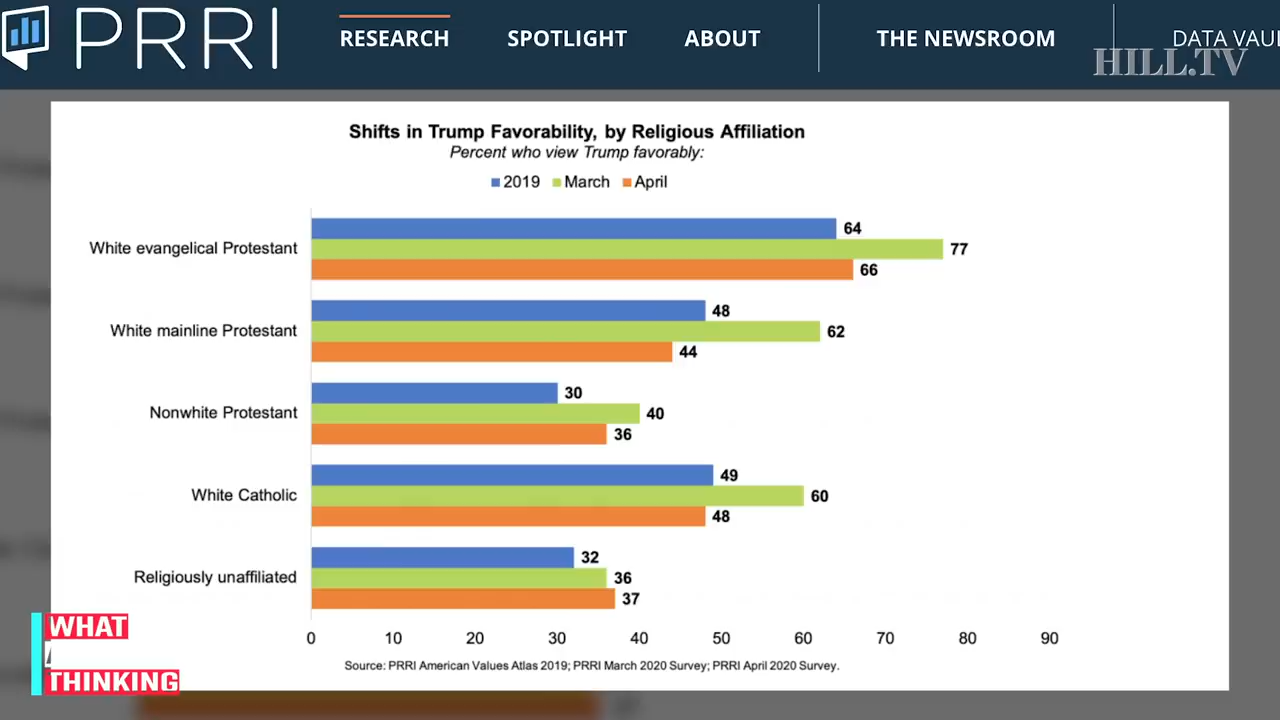 PRRI
RESEARCH
SPOTLIGHT
ABOUT
THE NEWSROOM
DATA VAU
HILL.TV
Shifts in Trump Favorability, by Religious Affiliation
Percent who view Trump favorably:
2019 March April
White evangelical Protestant
64
77
66
White mainline Protestant
48
62
44
Nonwhite Protestant
30
40
36
White Catholic
49
60
48
Religiously unaffiliated
32
36
37
0 10 20 30 40 50 60 70 80 90
Source: PRRI American Values Atlas 2019; PRRI March 2020 Survey; PRRI April 2020 Survey.
WHAT
THINKING